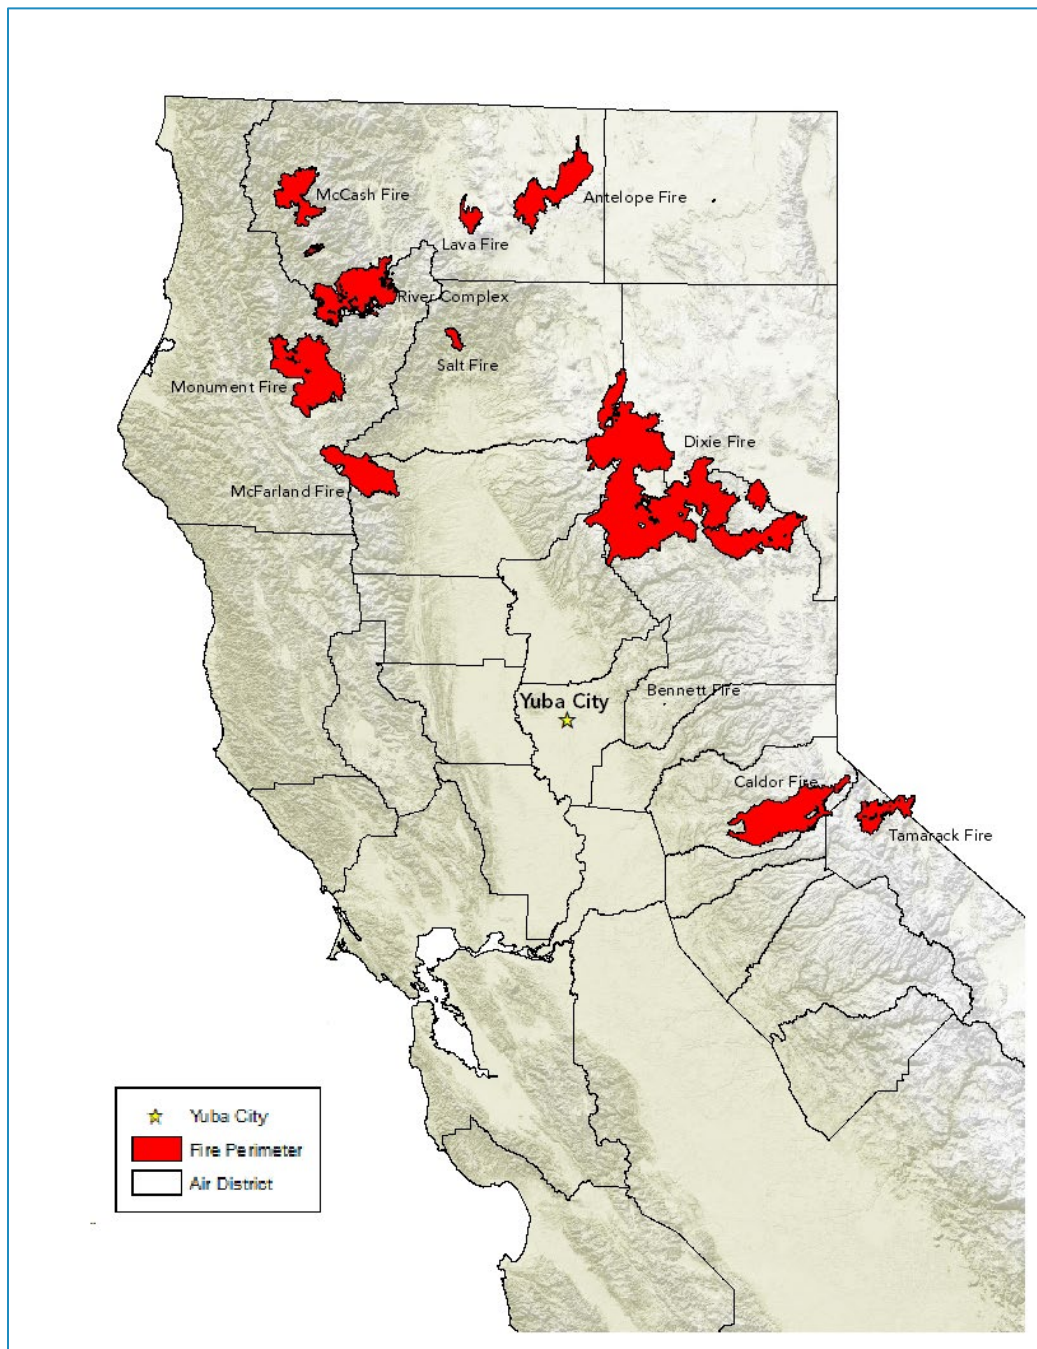 McCash Fire
Antelope Fire
Lava Fire
River Complex
Salt Fire
Monument Fire
Dixie Fire
McFarland Fire
Bennett Fire
Yuba City
Caldor Fire
Tamarack Fire
Yuba City
Fire Perimeter
Air District